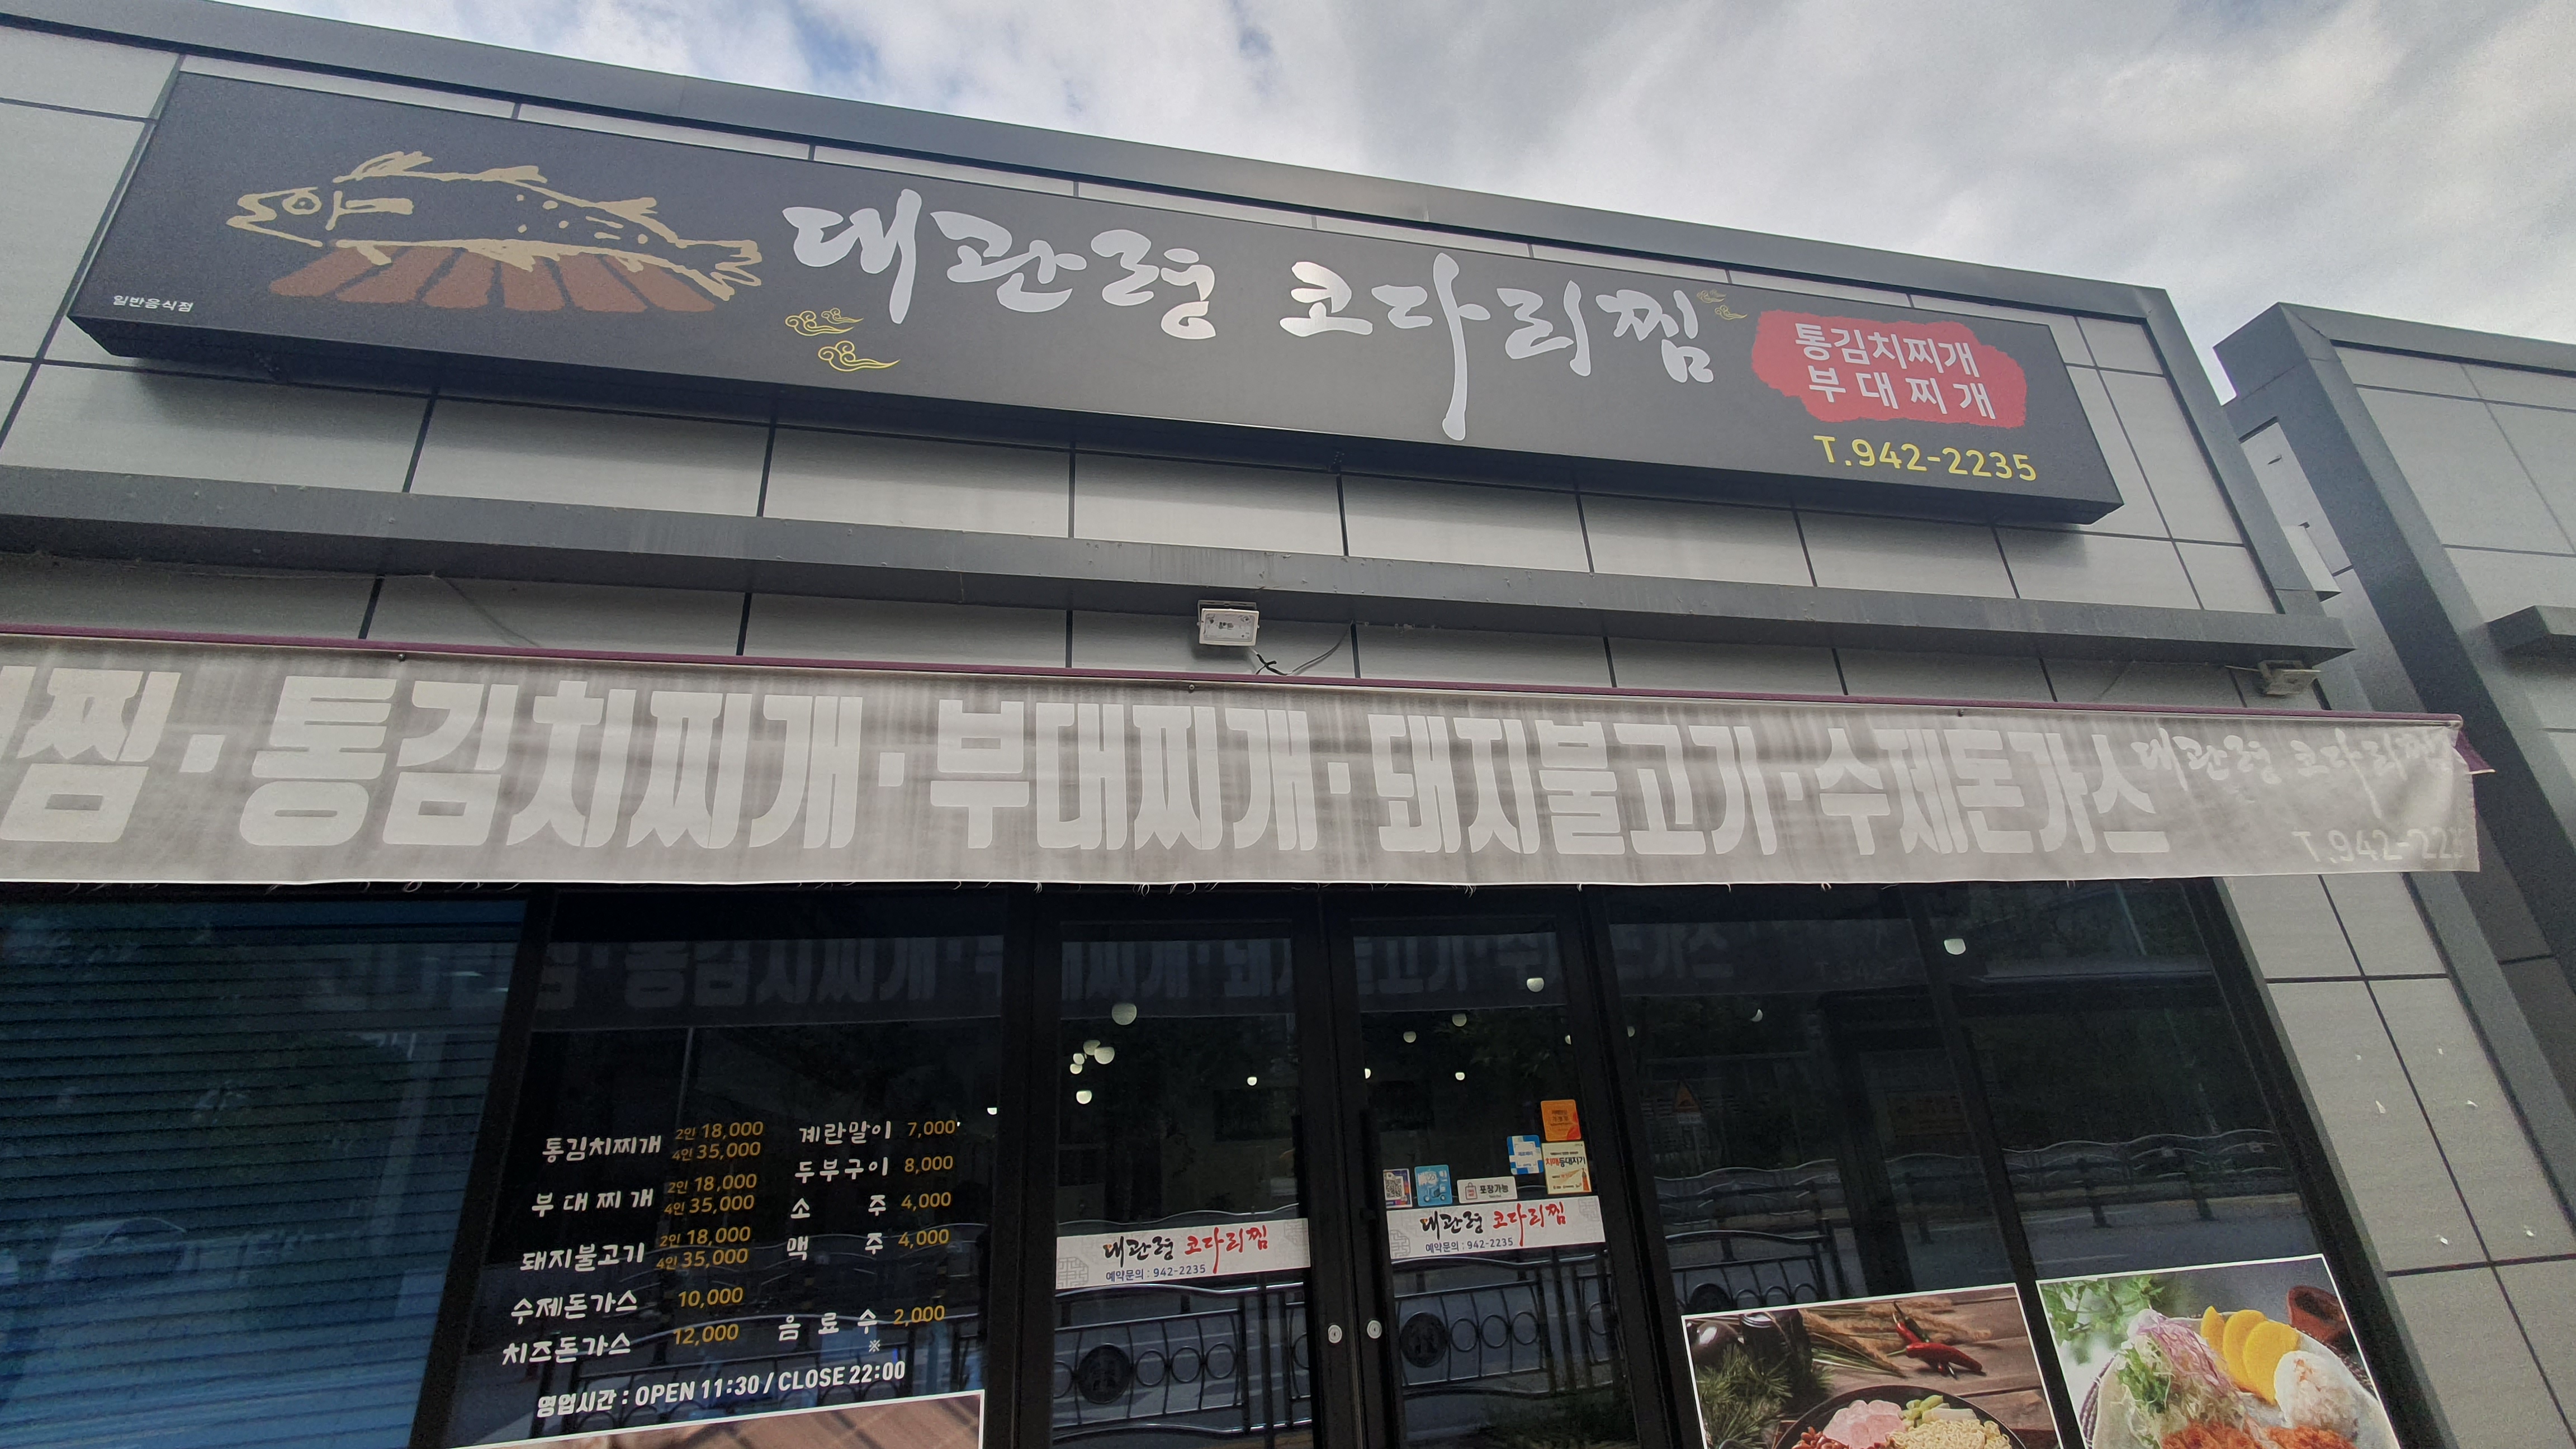 일반음식점
대관령 코다리찜
통김치찌개
부대찌개
T.942-2235
찜·통김치찌개·부대찌개·돼지불고기·수제돈가스
대관령 코다리찜
T.942-223
통김치찌개 2인 18,000
4인 35,000
부대찌개 2인 18,000
4인 35,000
돼지불고기 2인 18,000
4인 35,000
수제돈가스 10,000
치즈돈가스 12,000
계란말이 7,000
두부구이 8,000
소주 4,000
맥주 4,000
음료수 2,000
※
영업시간 : OPEN 11:30 / CLOSE 22:00
대관령 코다리찜
예약문의 : 942-2235
포장가능
치매등대지기
대관령 코다리찜
예약문의 : 942-2235